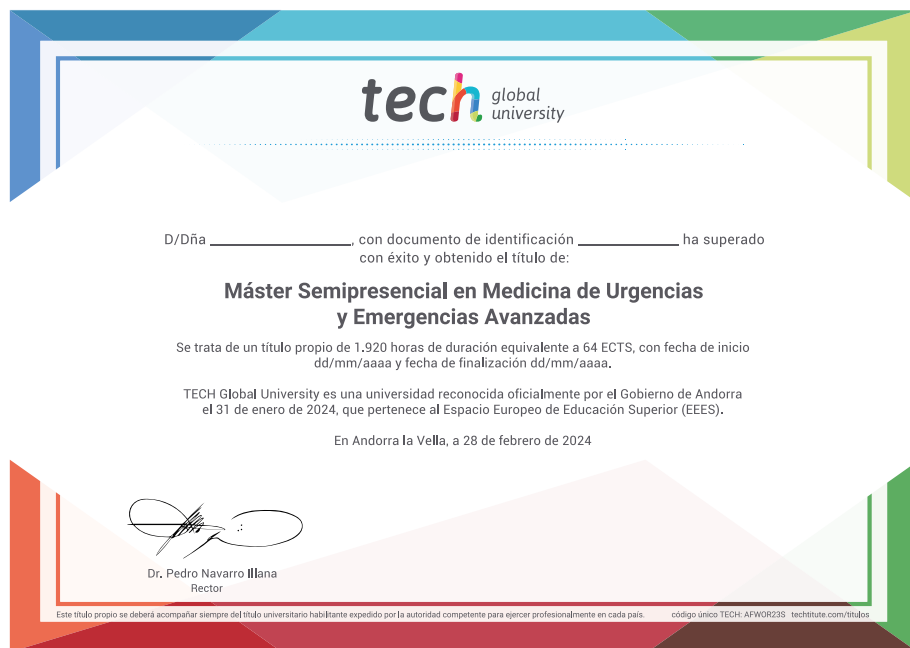 tech global university
D/Dña ____________, con documento de identificación ____________ ha superado
con éxito y obtenido el título de:
Máster Semipresencial en Medicina de Urgencias
y Emergencias Avanzadas
Se trata de un título propio de 1.920 horas de duración equivalente a 64 ECTS, con fecha de inicio
dd/mm/aaaa y fecha de finalización dd/mm/aaaa.
TECH Global University es una universidad reconocida oficialmente por el Gobierno de Andorra
el 31 de enero de 2024, que pertenece al Espacio Europeo de Educación Superior (EEES).
En Andorra la Vella, a 28 de febrero de 2024
Dr. Pedro Navarro Illana
Rector
Este título propio se deberá acompañar siempre del título universitario habilitante expedido por la autoridad competente para ejercer profesionalmente en cada país. código único TECH: AFWOR23S techtitute.com/titulos